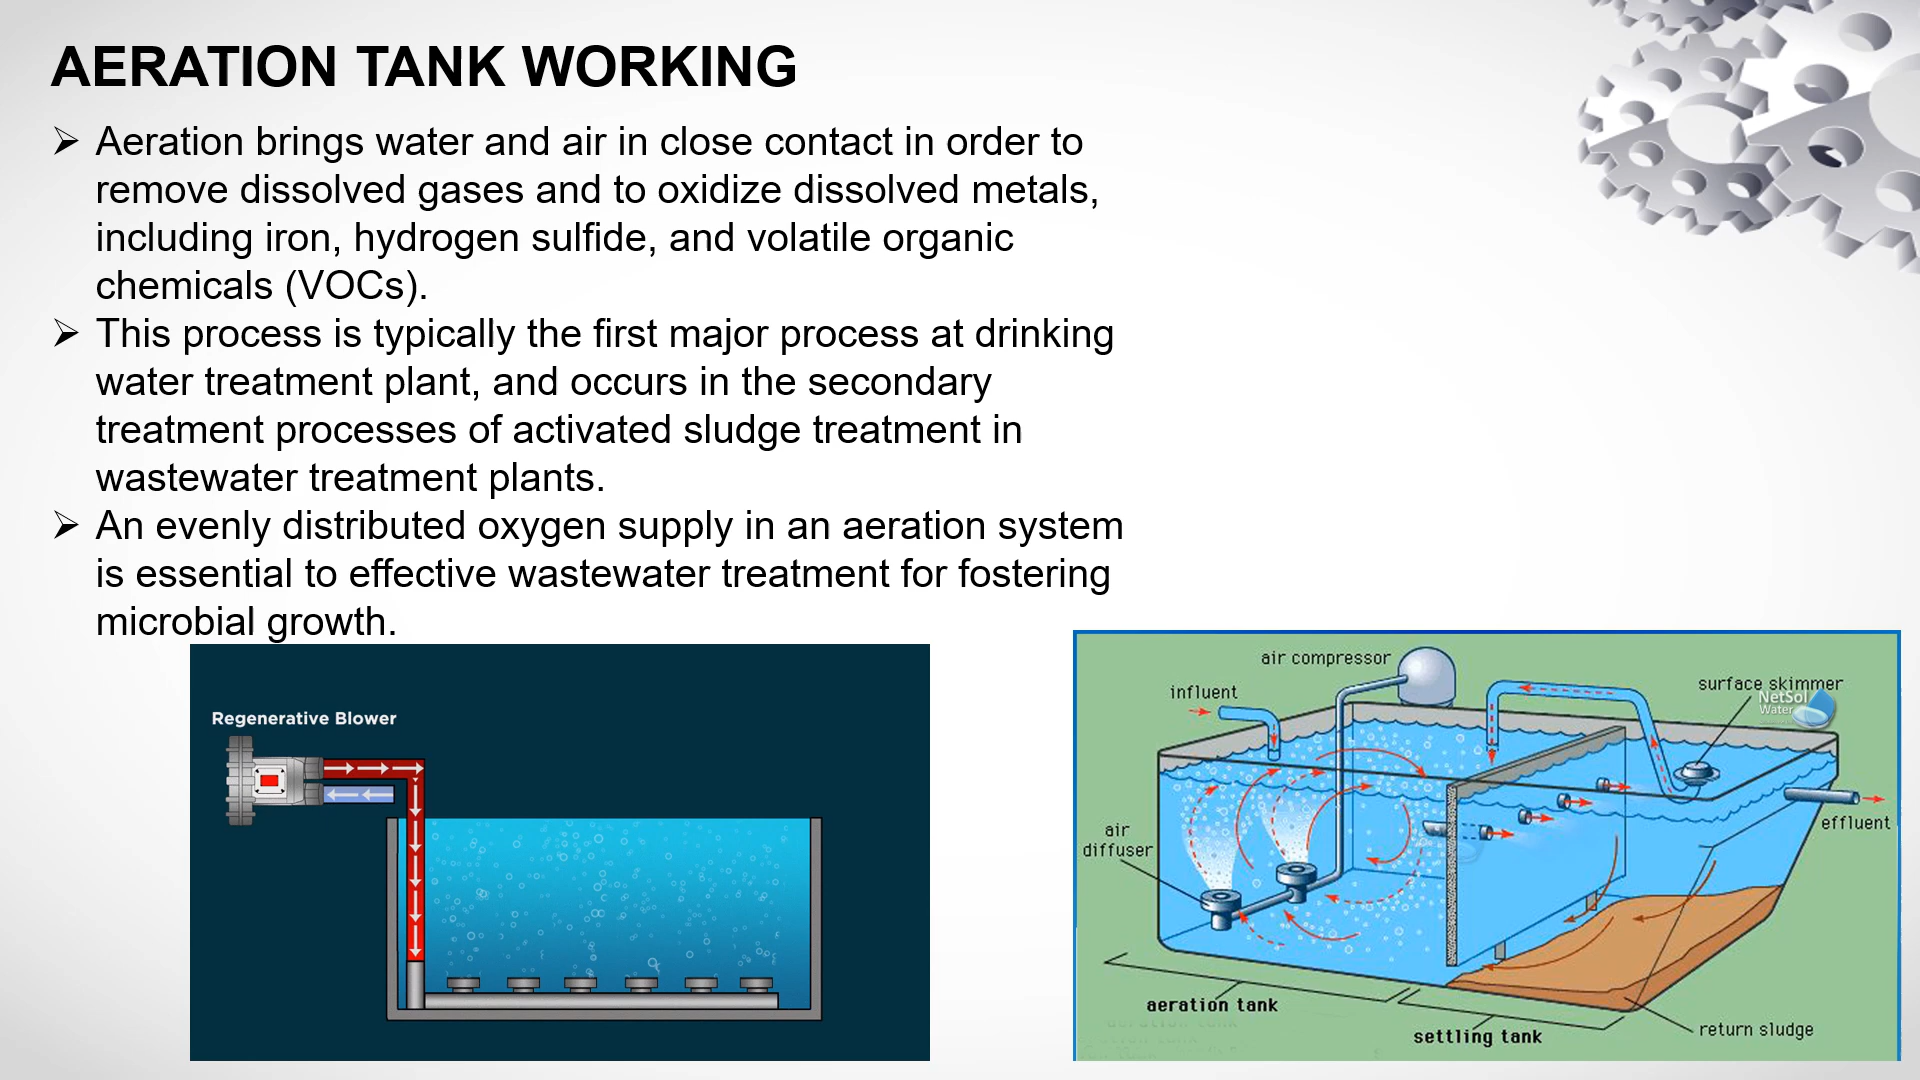 AERATION TANK WORKING
➢ Aeration brings water and air in close contact in order to
remove dissolved gases and to oxidize dissolved metals,
including iron, hydrogen sulfide, and volatile organic
chemicals (VOCs).
➢ This process is typically the first major process at drinking
water treatment plant, and occurs in the secondary
treatment processes of activated sludge treatment in
wastewater treatment plants.
➢ An evenly distributed oxygen supply in an aeration system
is essential to effective wastewater treatment for fostering
microbial growth.
Regenerative Blower
air compressor
influent
surface skimmer
NetSol
Water
air
diffuser
effluent
aeration tank
settling tank
return sludge